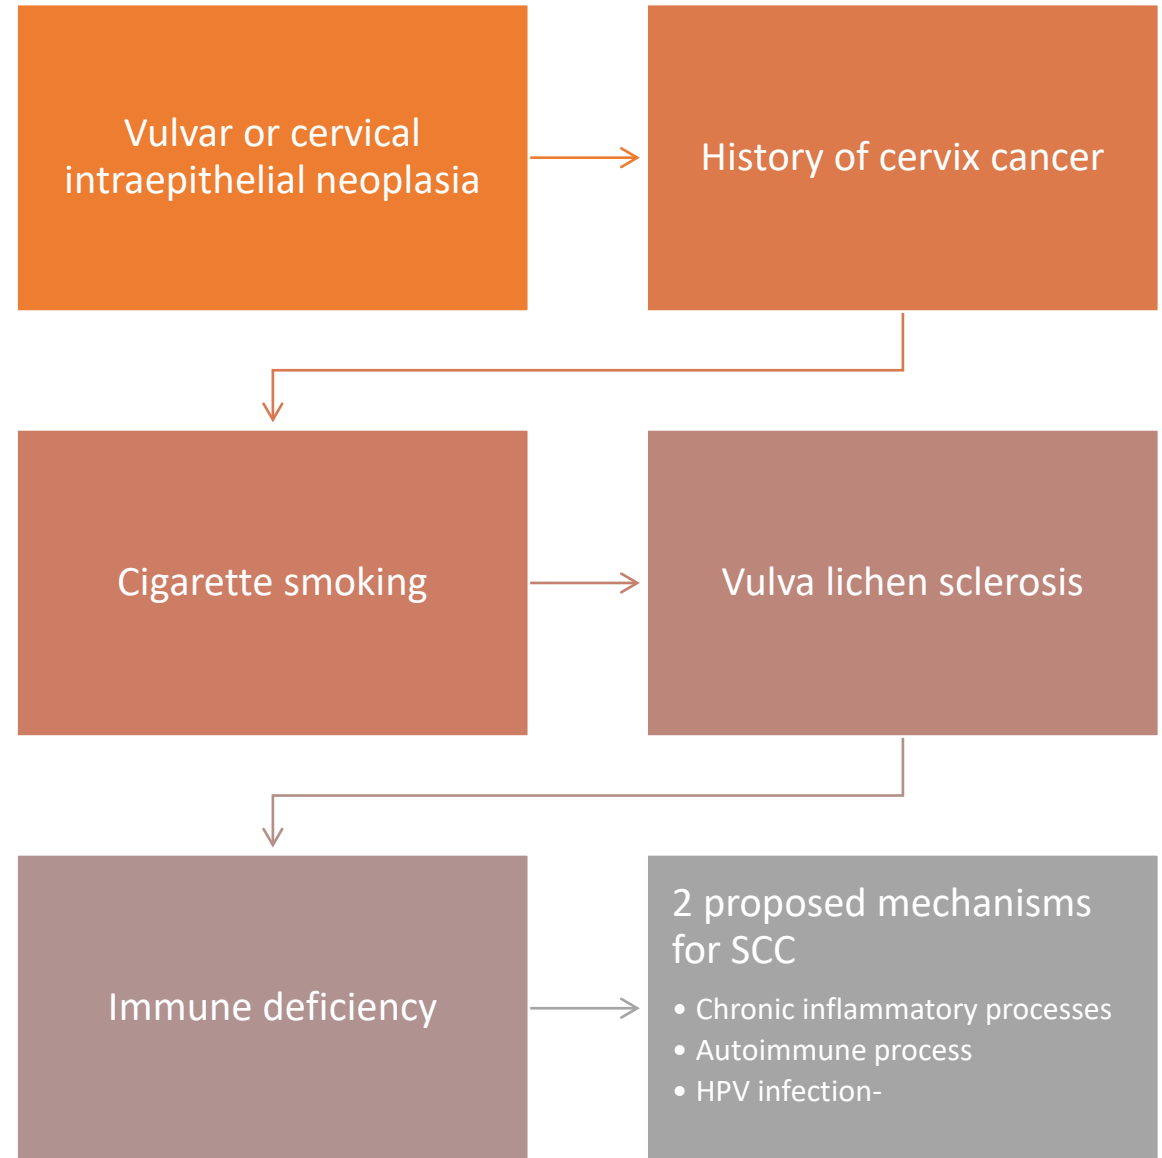 Vulvar or cervical
intraepithelial neoplasia
History of cervix cancer
Cigarette smoking
Vulva lichen sclerosis
Immune deficiency
2 proposed mechanisms
for SCC
• Chronic inflammatory processes
• Autoimmune process
• HPV infection-